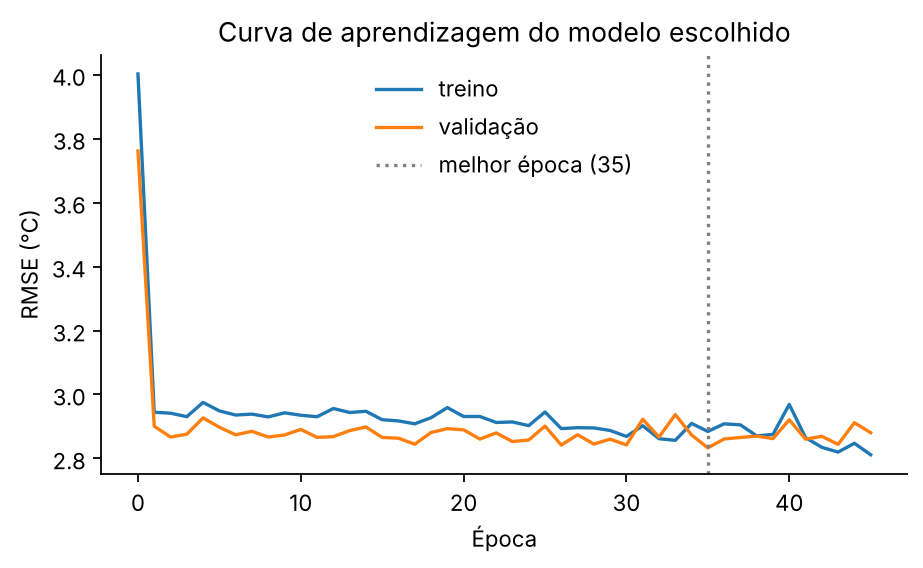 Curva de aprendizagem do modelo escolhido
treino
validação
melhor época (35)
RMSE (°C)
4.0
3.8
3.6
3.4
3.2
3.0
2.8
0 10 20 30 40
Época